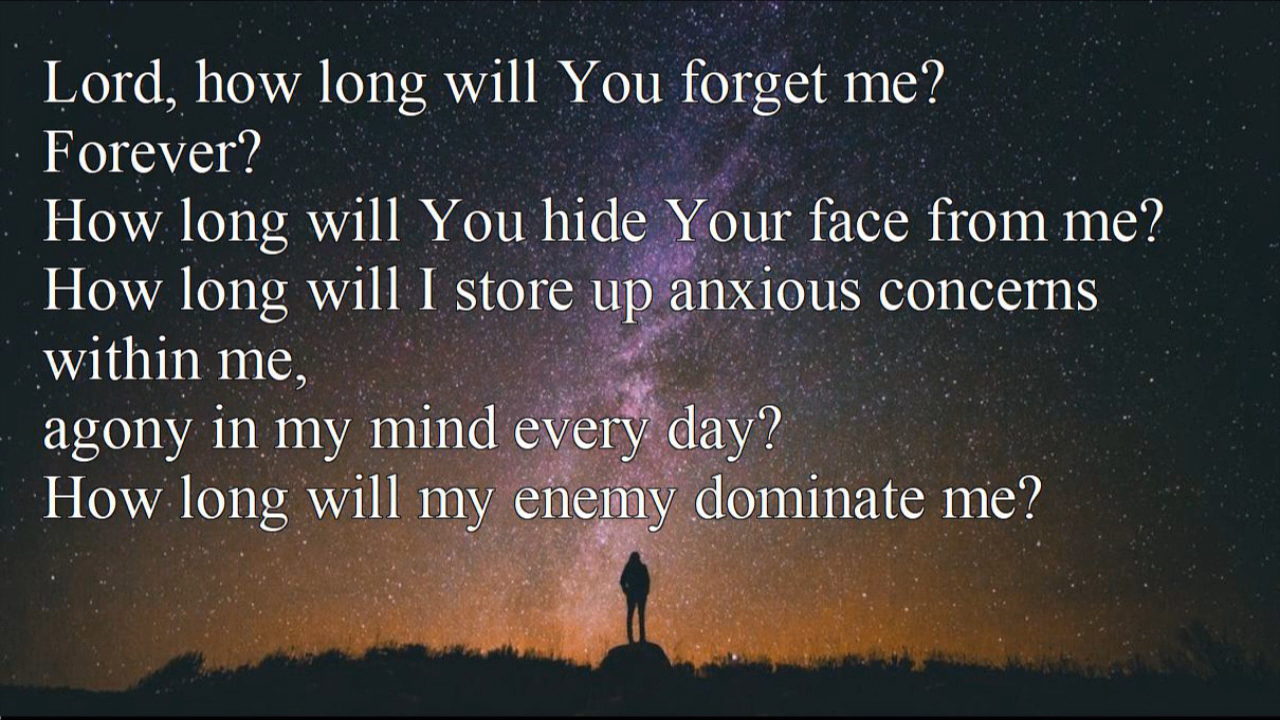 Lord, how long will You forget me?
Forever?
How long will You hide Your face from me?
How long will I store up anxious concerns
within me,
agony in my mind every day?
How long will my enemy dominate me?